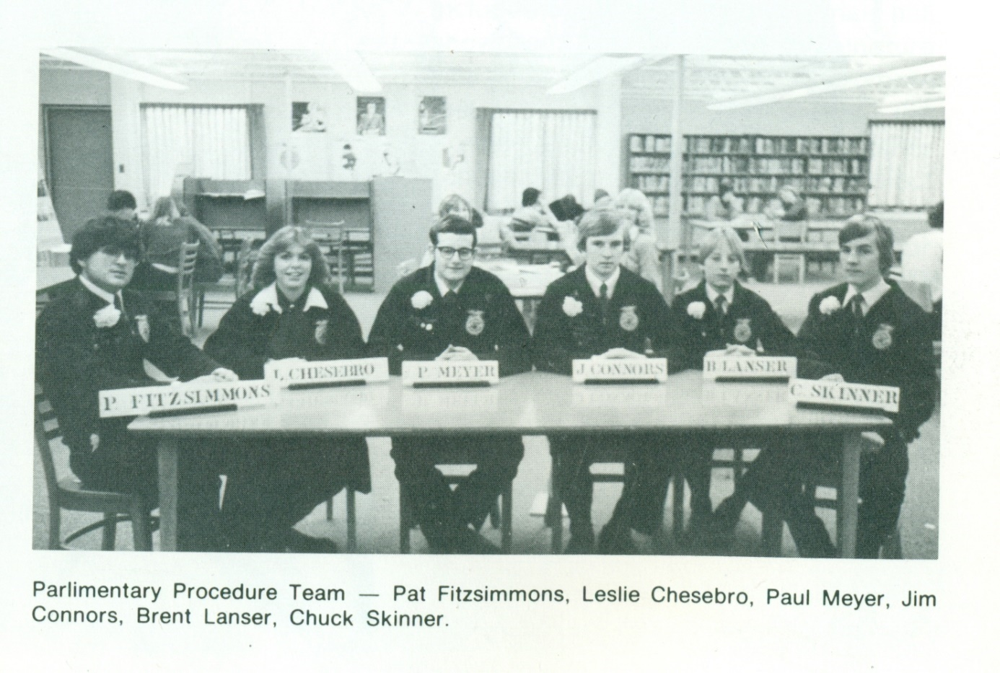 P. FITZSIMMONS
L. CHESEBRO
P. MEYER
J. CONNORS
B. LANSER
C. SKINNER
Parlimentary Procedure Team — Pat Fitzsimmons, Leslie Chesebro, Paul Meyer, Jim
Connors, Brent Lanser, Chuck Skinner.